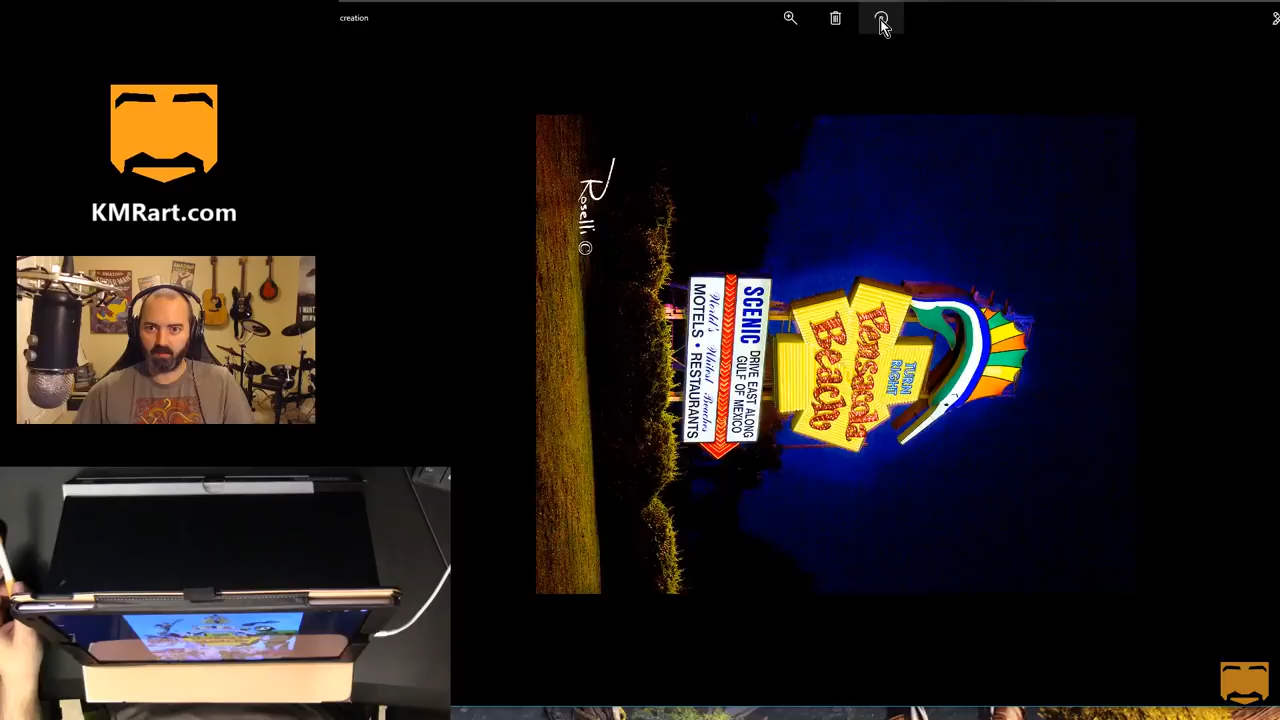 creation
KMRart.com
Roselli ©
TURN
RIGHT
Pensacola
Beach
SCENIC DRIVE EAST ALONG
GULF OF MEXICO
World's Whitest Beaches
MOTELS • RESTAURANTS